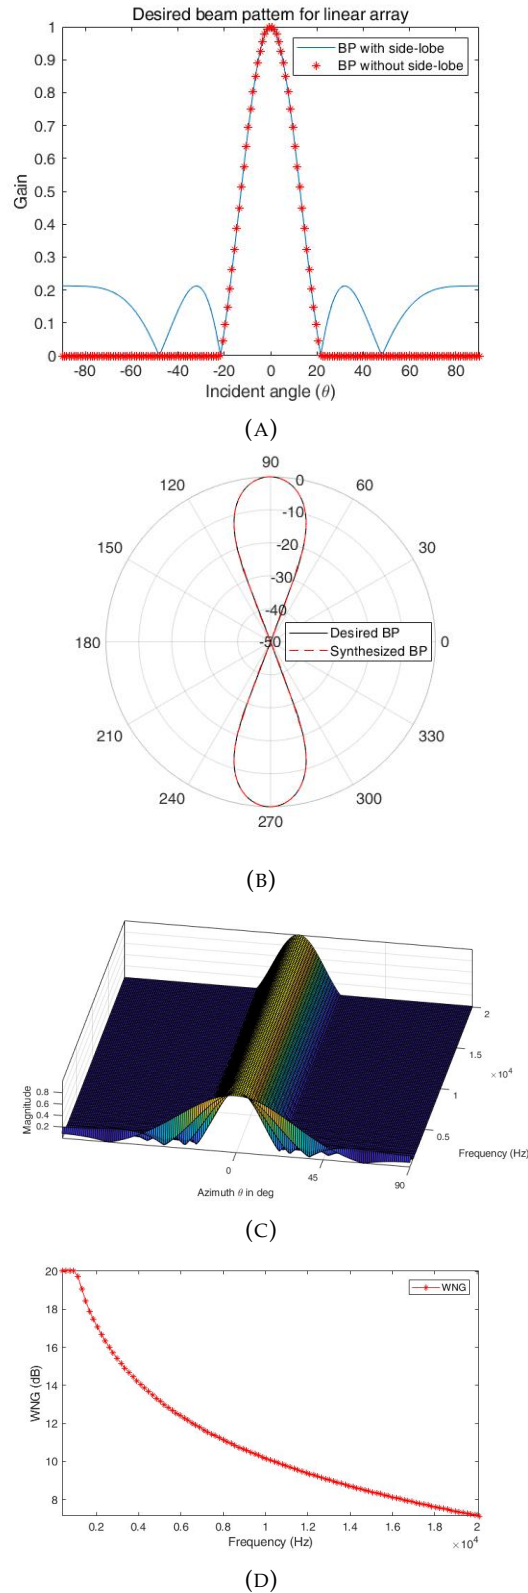 Desired beam pattern for linear array
BP with side-lobe
BP without side-lobe
1
0.9
0.8
0.7
0.6
0.5
0.4
0.3
0.2
0.1
0
Gain
-80 -60 -40 -20 0 20 40 60 80
Incident angle (θ)
(A)
90
120 60
150 30
180 0
210 330
240 300
270
0
-10
-20
-30
-40
-50
Desired BP
Synthesized BP
(B)
Magnitude
0.8
0.6
0.4
0.2
0
45
90
Azimuth θ in deg
2
1.5
×10⁴
1
0.5
Frequency (Hz)
(C)
WNG
20
18
16
14
12
10
8
WNG (dB)
0.2 0.4 0.6 0.8 1 1.2 1.4 1.6 1.8 2
Frequency (Hz)
×10⁴
(D)